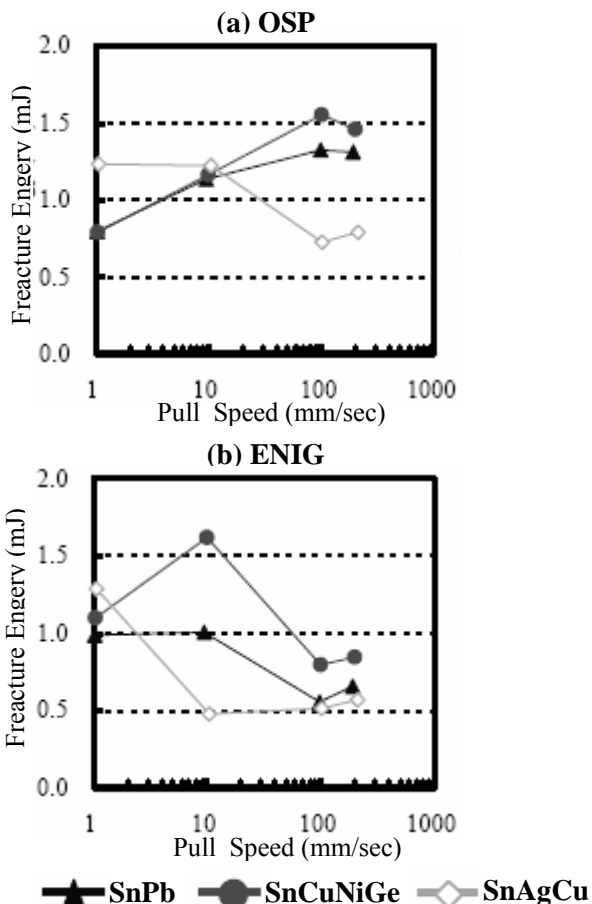 (a) OSP
Freacture Engery (mJ)
2.0
1.5
1.0
0.5
0.0
1 10 100 1000
Pull Speed (mm/sec)
(b) ENIG
Freacture Engery (mJ)
2.0
1.5
1.0
0.5
0.0
1 10 100 1000
Pull Speed (mm/sec)
SnPb SnCuNiGe SnAgCu